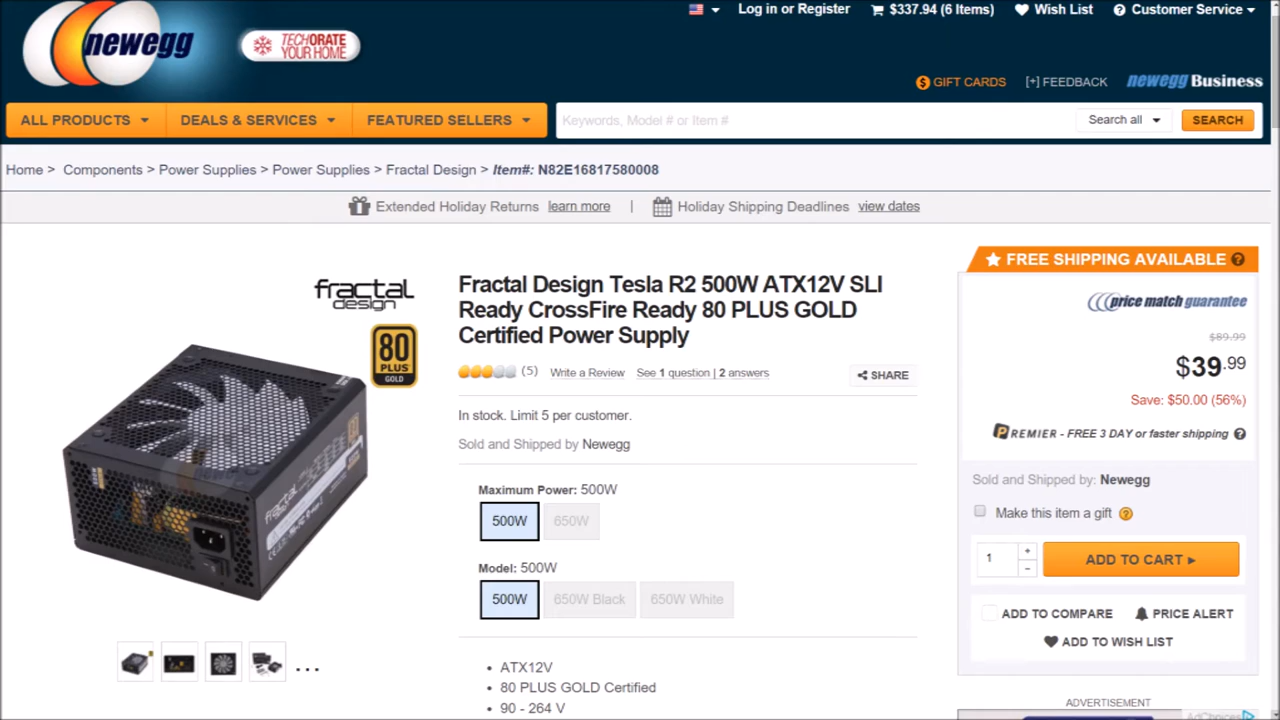 Log in or Register
$337.94 (6 Items)
Wish List
Customer Service
newegg
TECHORATE
YOUR HOME
GIFT CARDS
[+] FEEDBACK
newegg Business
ALL PRODUCTS
DEALS & SERVICES
FEATURED SELLERS
Keywords, Model # or Item #
Search all
SEARCH
Home > Components > Power Supplies > Power Supplies > Fractal Design > Item#: N82E16817580008
Extended Holiday Returns learn more | Holiday Shipping Deadlines view dates
fractal
design
80
PLUS
GOLD
Fractal Design Tesla R2 500W ATX12V SLI
Ready CrossFire Ready 80 PLUS GOLD
Certified Power Supply
(5) Write a Review See 1 question | 2 answers
SHARE
In stock. Limit 5 per customer.
Sold and Shipped by Newegg
Maximum Power: 500W
500W 650W
Model: 500W
500W 650W Black 650W White
• ATX12V
• 80 PLUS GOLD Certified
• 90 - 264 V
FREE SHIPPING AVAILABLE ?
price match guarantee
$89.99
$39.99
Save: $50.00 (56%)
PREMIER - FREE 3 DAY or faster shipping ?
Sold and Shipped by: Newegg
Make this item a gift ?
1 + -
ADD TO CART ▸
ADD TO COMPARE
PRICE ALERT
ADD TO WISH LIST
ADVERTISEMENT
AdChoices